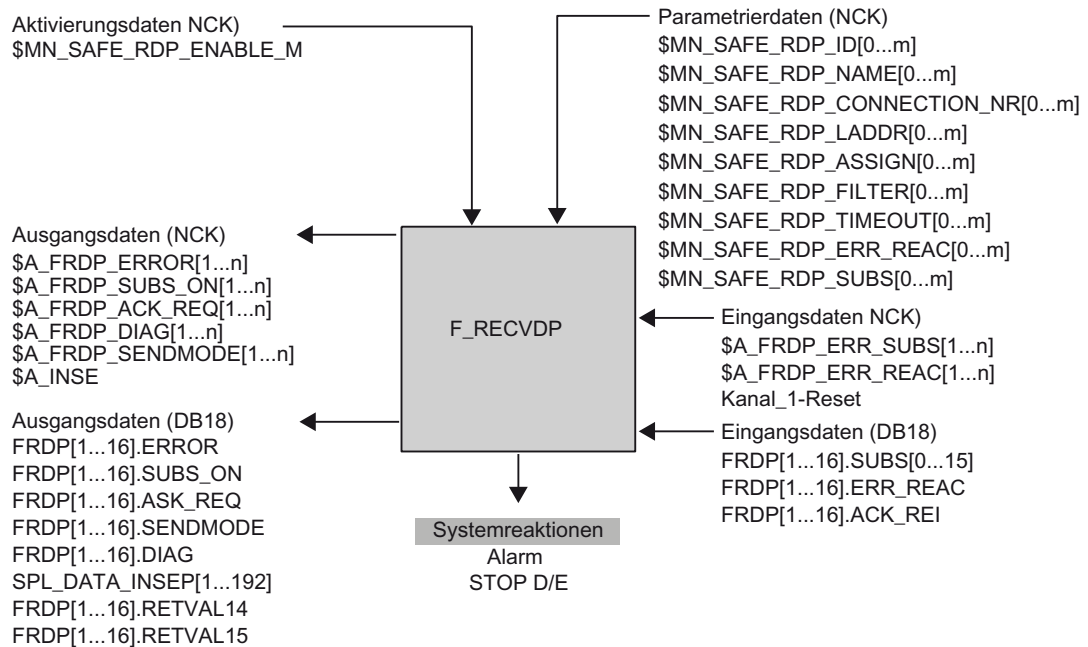 Aktivierungsdaten NCK)
$MN_SAFE_RDP_ENABLE_M
Parametrierdaten (NCK)
$MN_SAFE_RDP_ID[0...m]
$MN_SAFE_RDP_NAME[0...m]
$MN_SAFE_RDP_CONNECTION_NR[0...m]
$MN_SAFE_RDP_LADDR[0...m]
$MN_SAFE_RDP_ASSIGN[0...m]
$MN_SAFE_RDP_FILTER[0...m]
$MN_SAFE_RDP_TIMEOUT[0...m]
$MN_SAFE_RDP_ERR_REAC[0...m]
$MN_SAFE_RDP_SUBS[0...m]
Ausgangsdaten (NCK)
$A_FRDP_ERROR[1...n]
$A_FRDP_SUBS_ON[1...n]
$A_FRDP_ACK_REQ[1...n]
$A_FRDP_DIAG[1...n]
$A_FRDP_SENDMODE[1...n]
$A_INSE
F_RECVDP
Eingangsdaten NCK)
$A_FRDP_ERR_SUBS[1...n]
$A_FRDP_ERR_REAC[1...n]
Kanal_1-Reset
Ausgangsdaten (DB18)
FRDP[1...16].ERROR
FRDP[1...16].SUBS_ON
FRDP[1...16].ASK_REQ
FRDP[1...16].SENDMODE
FRDP[1...16].DIAG
SPL_DATA_INSEP[1...192]
FRDP[1...16].RETVAL14
FRDP[1...16].RETVAL15
Eingangsdaten (DB18)
FRDP[1...16].SUBS[0...15]
FRDP[1...16].ERR_REAC
FRDP[1...16].ACK_REI
Systemreaktionen
Alarm
STOP D/E